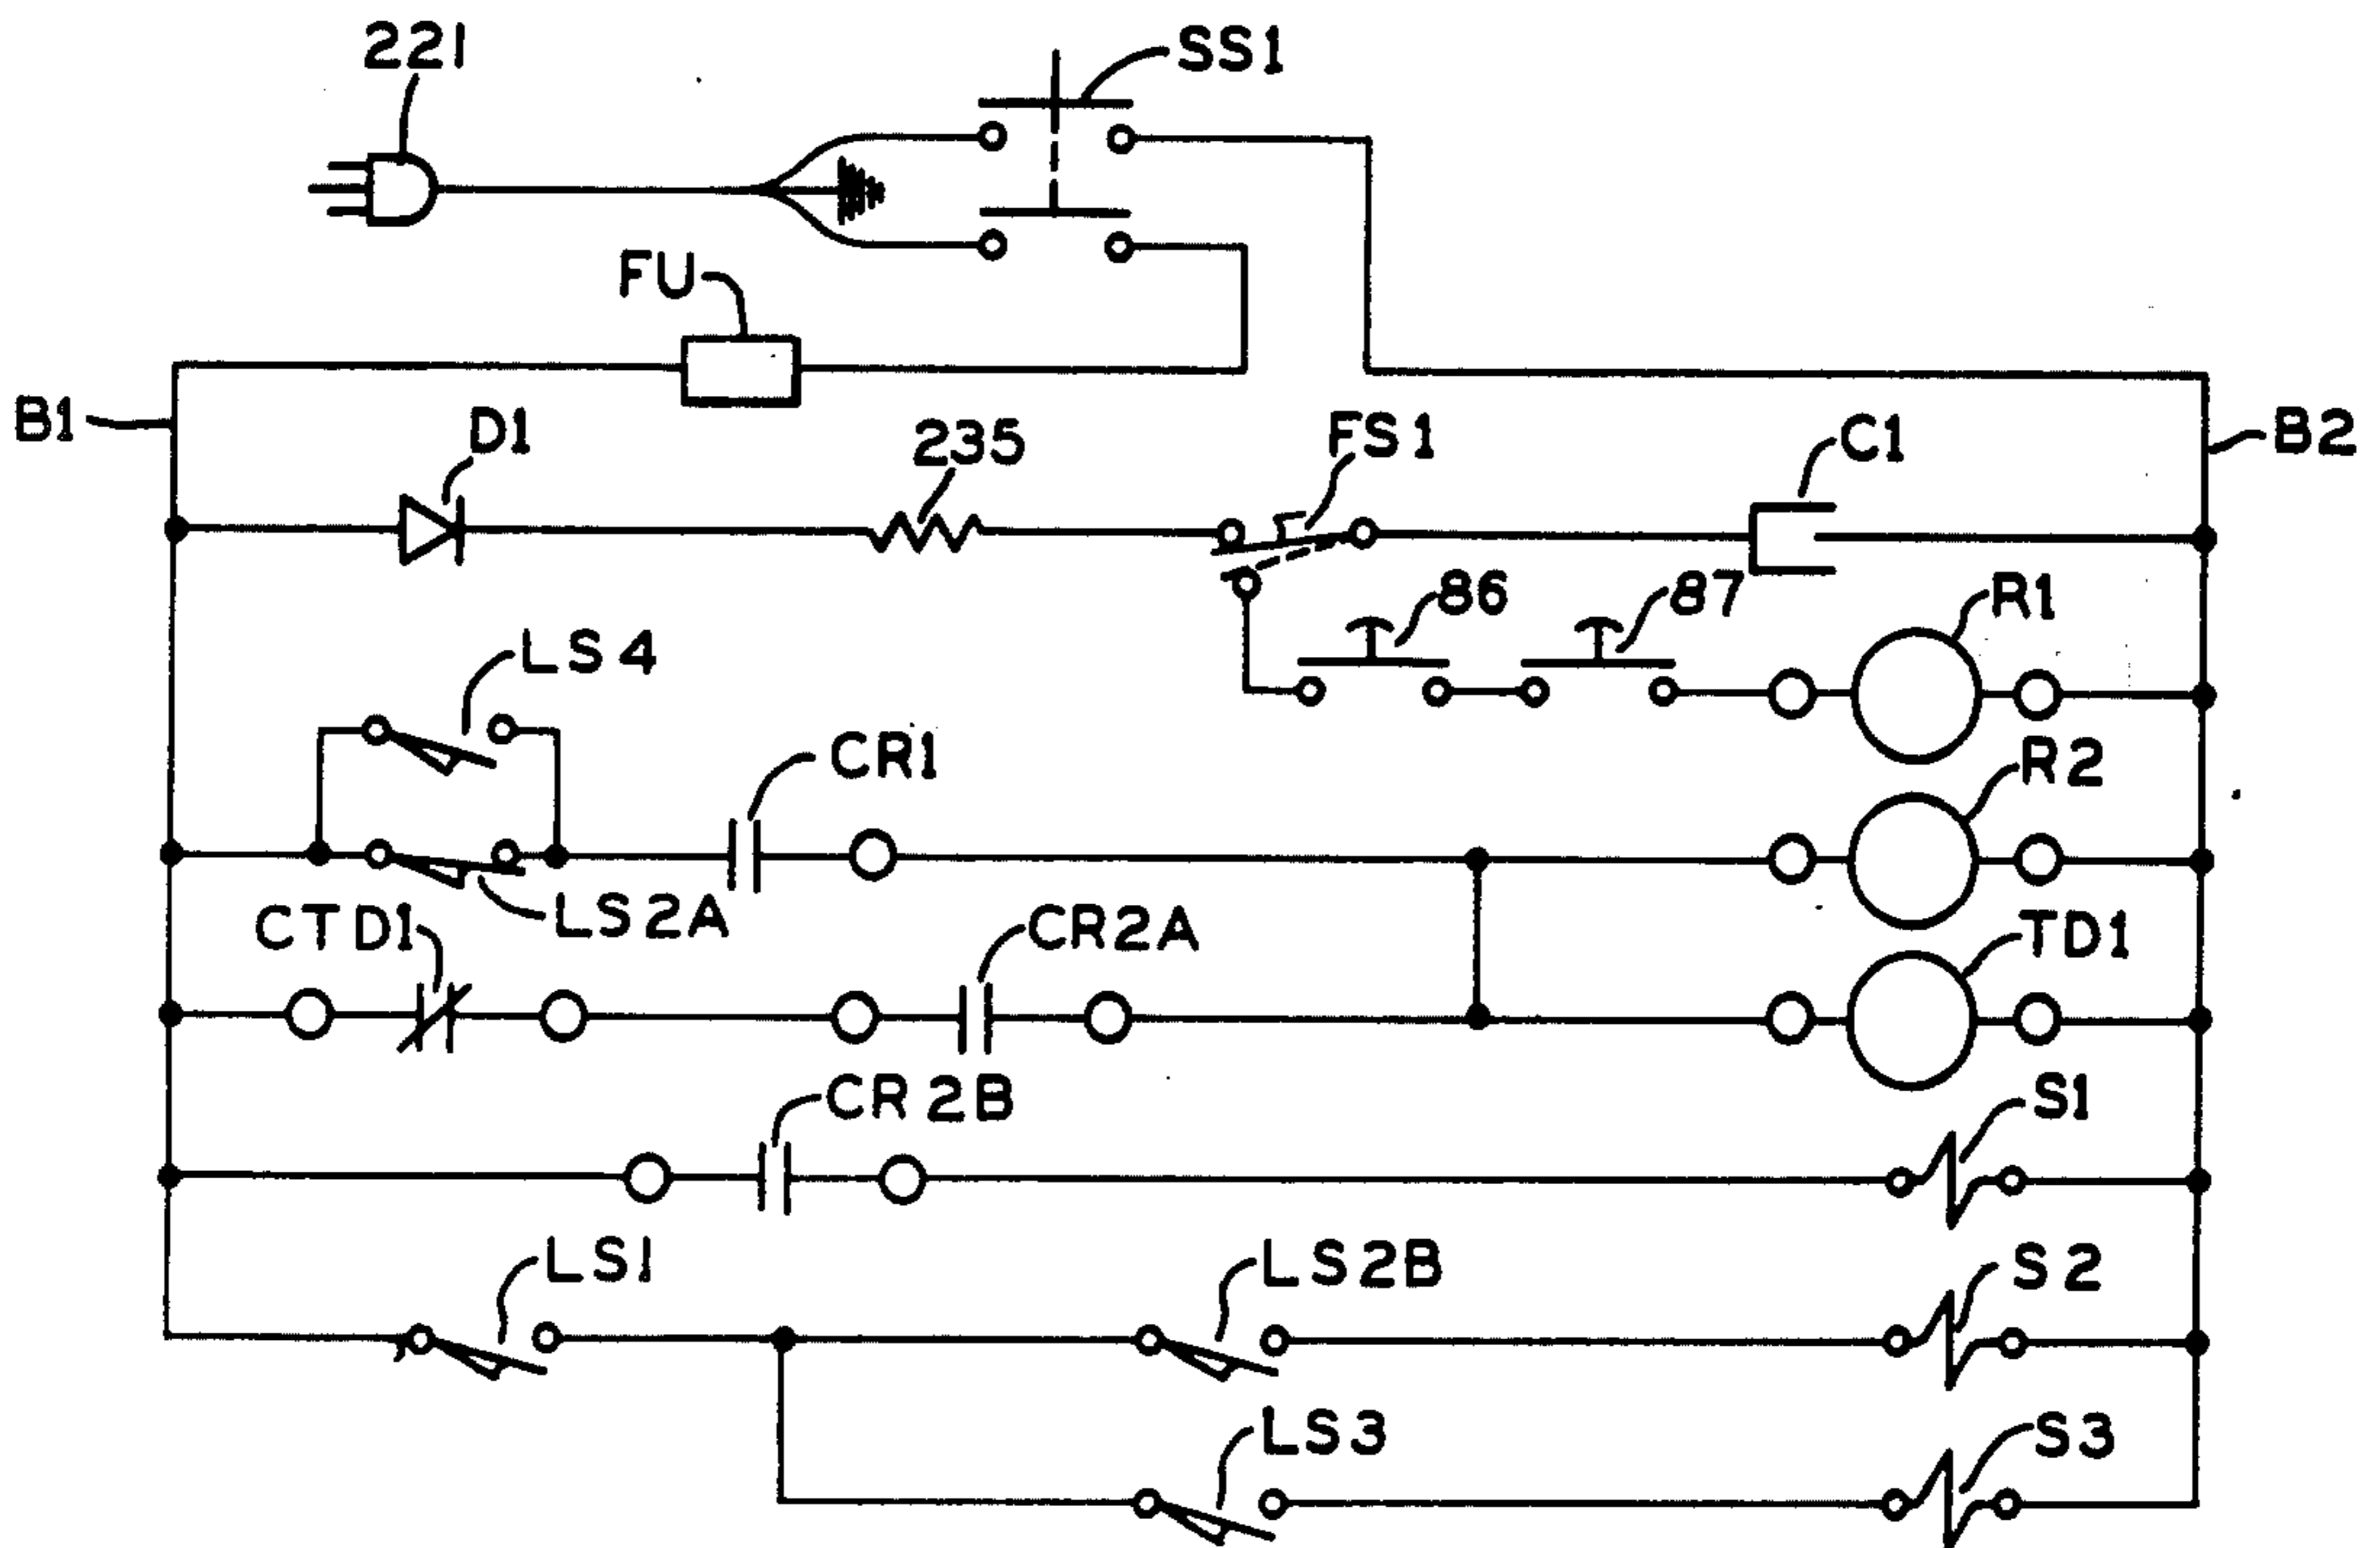 221
SS1
FU
B1
D1
235
FS1
C1
B2
86
87
R1
LS4
CR1
R2
LS2A
CTD1
CR2A
TD1
CR2B
S1
LS1
LS2B
S2
LS3
S3